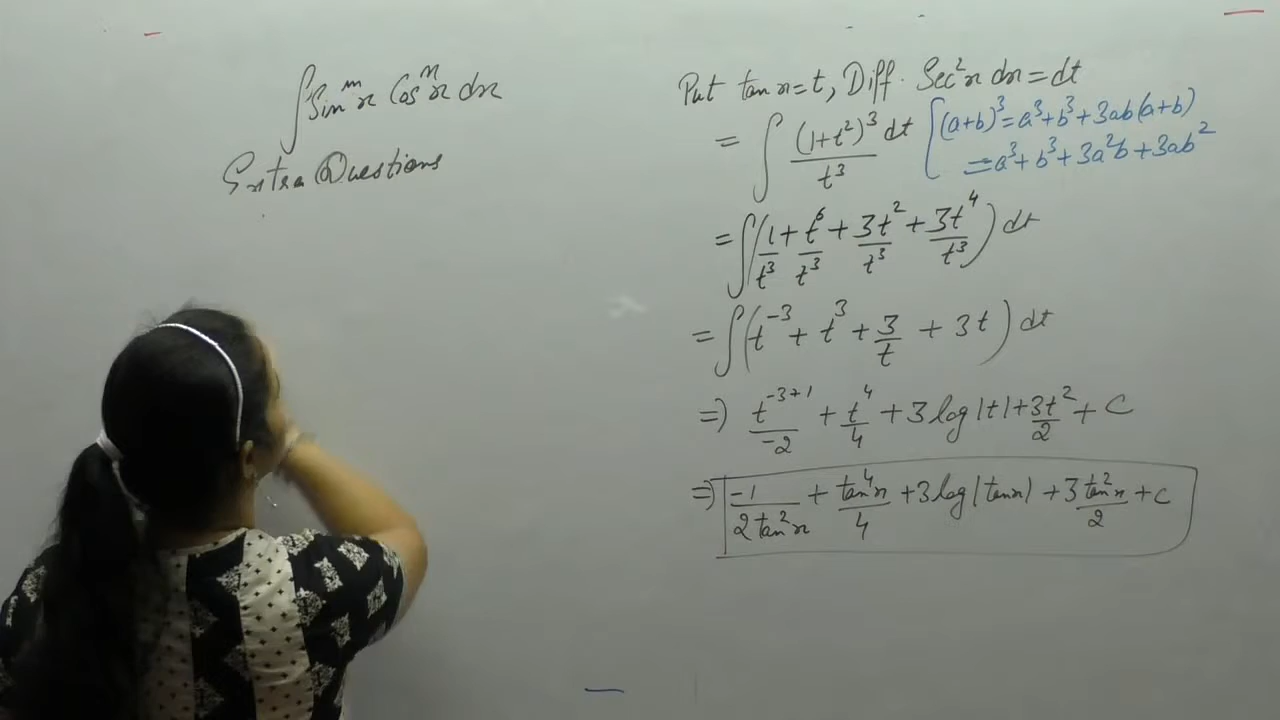 ∫ Sin^m x Cos^n x dx
Extra Questions
Put tan x = t, Diff. Sec²x dx = dt
= ∫ (1+t²)³/t³ dt [(a+b)³ = a³+b³+3ab(a+b)
= a³+b³+3a²b+3ab²
= ∫ (1/t³ + t⁶/t³ + 3t²/t³ + 3t⁴/t³) dt
= ∫ (t⁻³ + t³ + 3/t + 3t) dt
⇒ t⁻³⁺¹/-2 + t⁴/4 + 3 log|t| + 3t²/2 + C
⇒ -1/2tan²x + tan⁴x/4 + 3 log|tan x| + 3 tan²x/2 + C